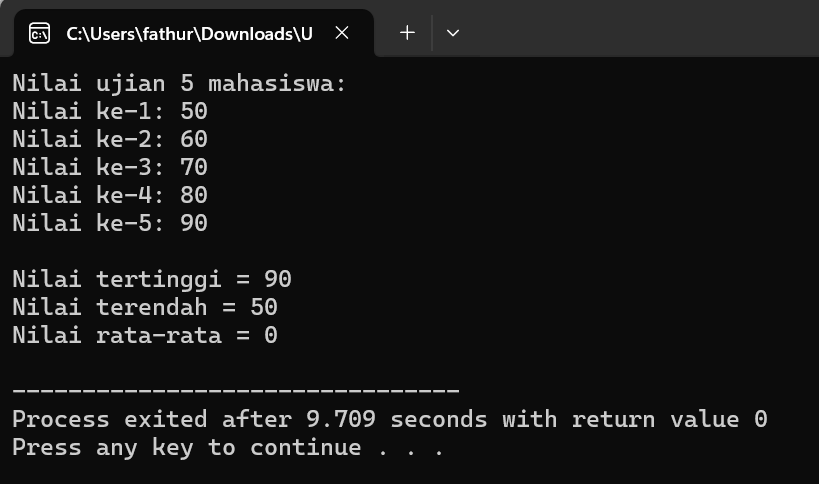 C:\Users\fathur\Downloads\U
Nilai ujian 5 mahasiswa:
Nilai ke-1: 50
Nilai ke-2: 60
Nilai ke-3: 70
Nilai ke-4: 80
Nilai ke-5: 90
Nilai tertinggi = 90
Nilai terendah = 50
Nilai rata-rata = 0
--------------------------------
Process exited after 9.709 seconds with return value 0
Press any key to continue . . .